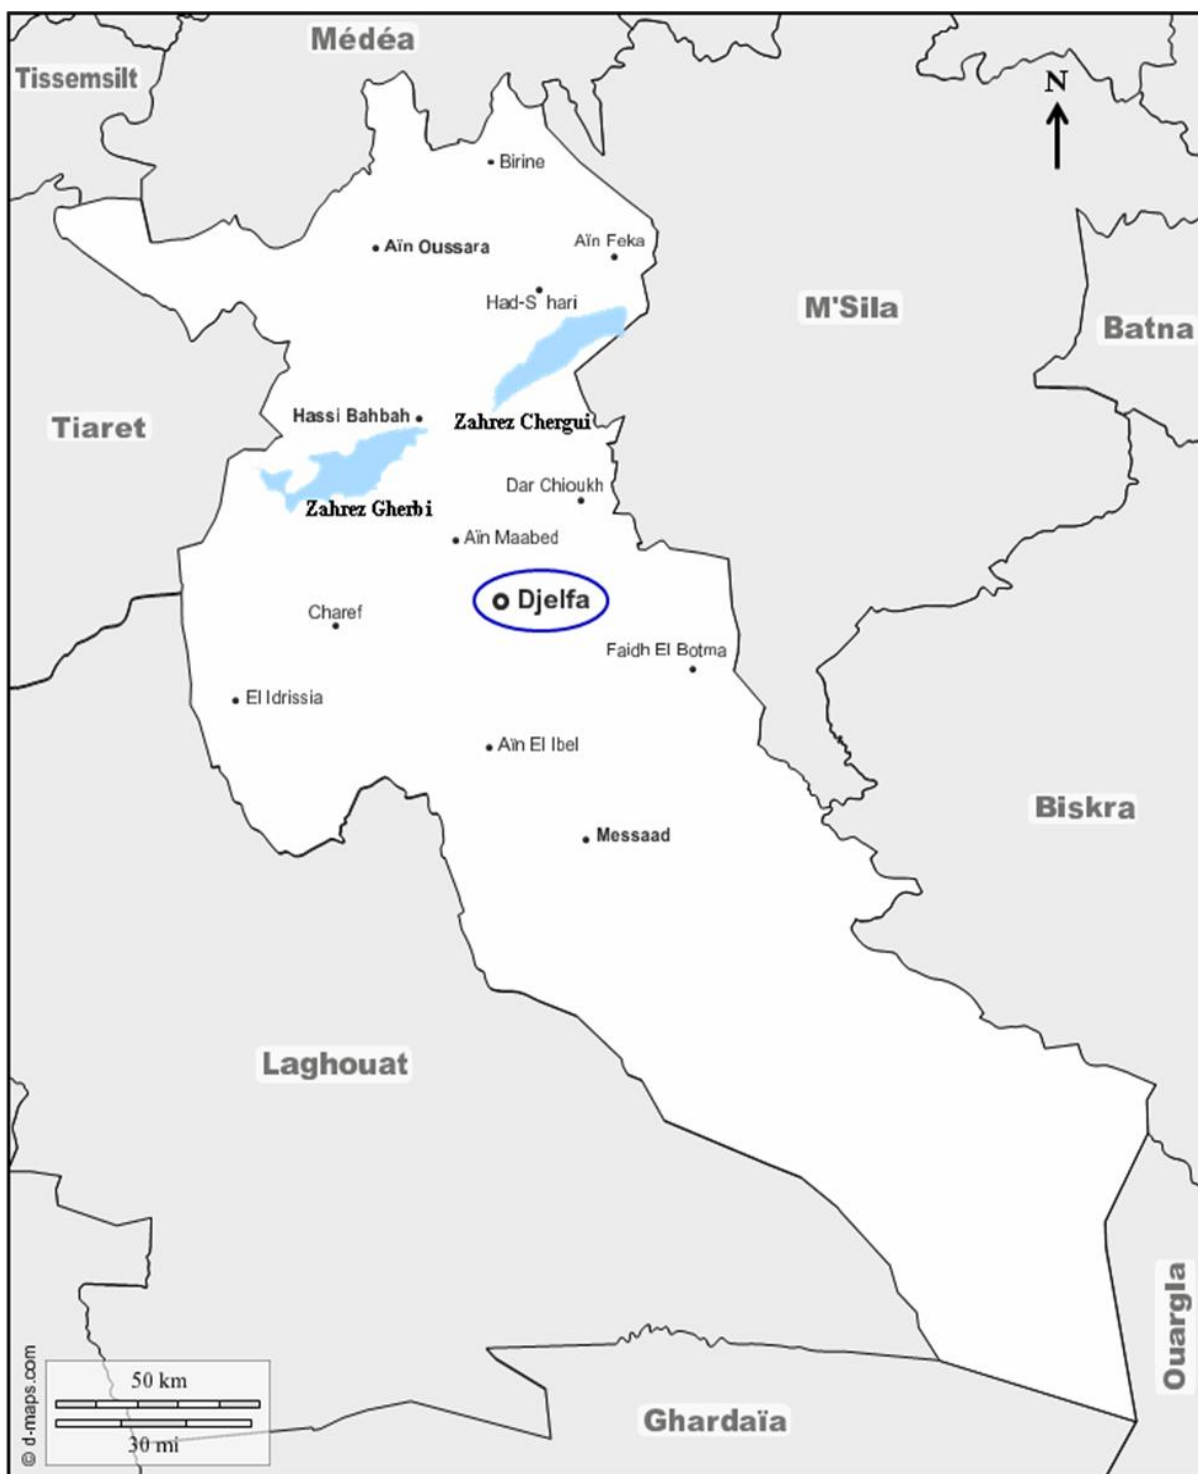 Médéa
Tissemsilt
N
Birine
Aïn Oussara
Aïn Feka
Had-S hari
M'Sila
Batna
Hassi Bahbah
Zahrez Chergui
Tiaret
Dar Chioukh
Zahrez Gherbi
Aïn Maabed
Djelfa
Charef
Faidh El Botma
El Idrissia
Aïn El Ibel
Biskra
Messaad
Laghouat
Ouargla
50 km
30 mi
Ghardaïa
© d-maps.com